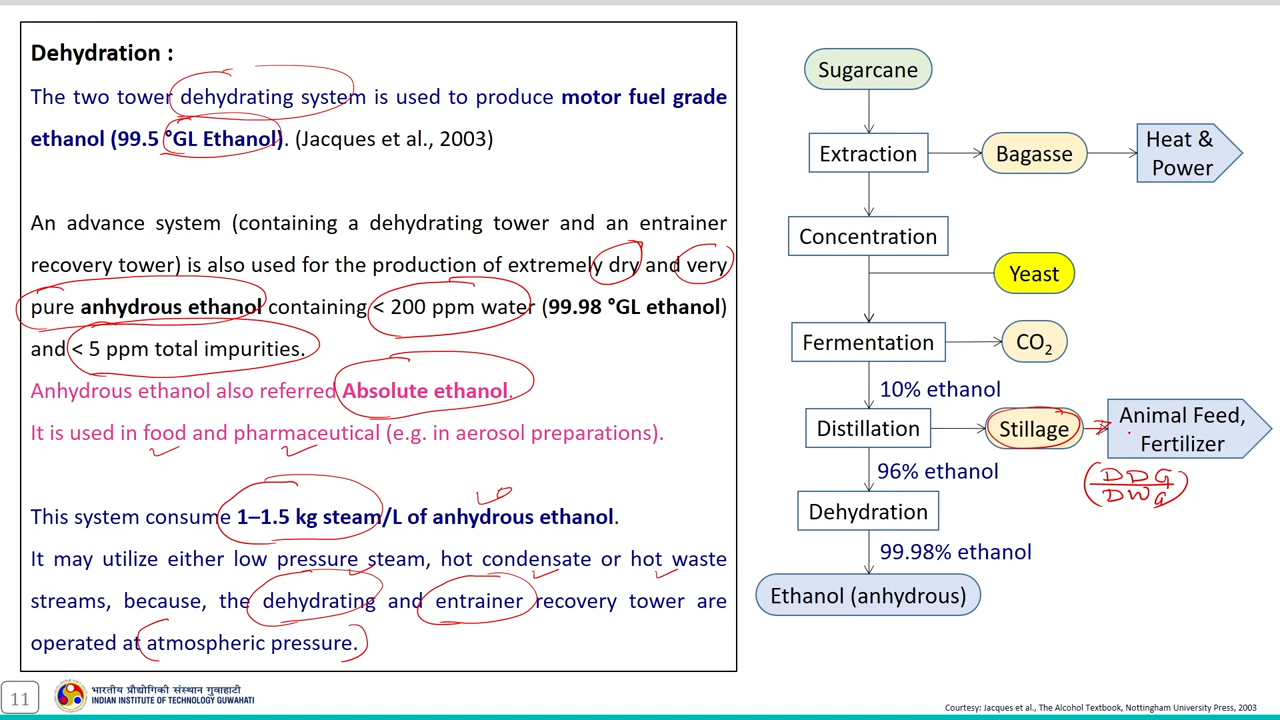 Dehydration :
The two tower dehydrating system is used to produce motor fuel grade
ethanol (99.5 °GL Ethanol). (Jacques et al., 2003)
An advance system (containing a dehydrating tower and an entrainer
recovery tower) is also used for the production of extremely dry and very
pure anhydrous ethanol containing < 200 ppm water (99.98 °GL ethanol)
and < 5 ppm total impurities.
Anhydrous ethanol also referred Absolute ethanol.
It is used in food and pharmaceutical (e.g. in aerosol preparations).
This system consume 1–1.5 kg steam/L of anhydrous ethanol.
It may utilize either low pressure steam, hot condensate or hot waste
streams, because, the dehydrating and entrainer recovery tower are
operated at atmospheric pressure.
Sugarcane
Extraction
Bagasse
Heat &
Power
Concentration
Yeast
Fermentation
CO₂
10% ethanol
Distillation
Stillage
Animal Feed,
Fertilizer
DDG
DWG
96% ethanol
Dehydration
99.98% ethanol
Ethanol (anhydrous)
11
भारतीय प्रौद्योगिकी संस्थान गुवाहाटी
INDIAN INSTITUTE OF TECHNOLOGY GUWAHATI
Courtesy: Jacques et al., The Alcohol Textbook, Nottingham University Press, 2003